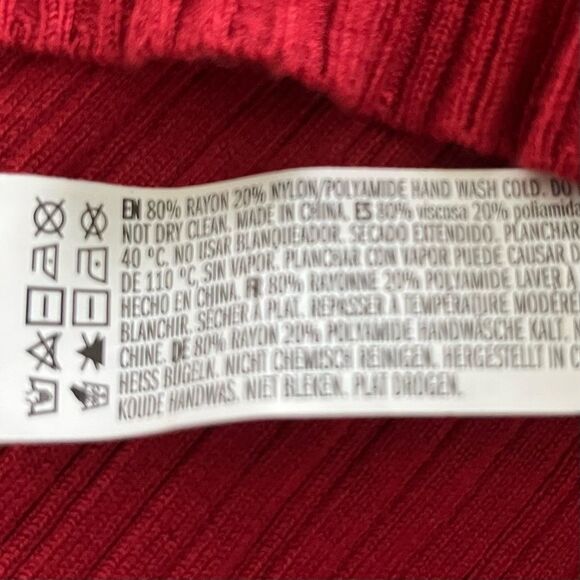 EN 80% RAYON 20% NYLON/POLYAMIDE HAND WASH COLD. DO
NOT DRY CLEAN. MADE IN CHINA. ES 80% viscosa 20% poliamida
40 °C. NO USAR BLANQUEADOR. SECADO EXTENDIDO. PLANCHAR
DE 110 °C, SIN VAPOR. PLANCHAR CON VAPOR PUEDE CAUSAR D
HECHO EN CHINA. FR 80% RAYONNE 20% POLYAMIDE LAVER À
BLANCHIR. SÉCHER À PLAT. REPASSER À TEMPÉRATURE MODÉRÉ
CHINE. DE 80% RAYON 20% POLYAMIDE HANDWÄSCHE KALT.
HEISS BÜGELN. NICHT CHEMISCH REINIGEN. HERGESTELLT IN C
KOUDE HANDWAS. NIET BLEKEN. PLAT DROGEN.